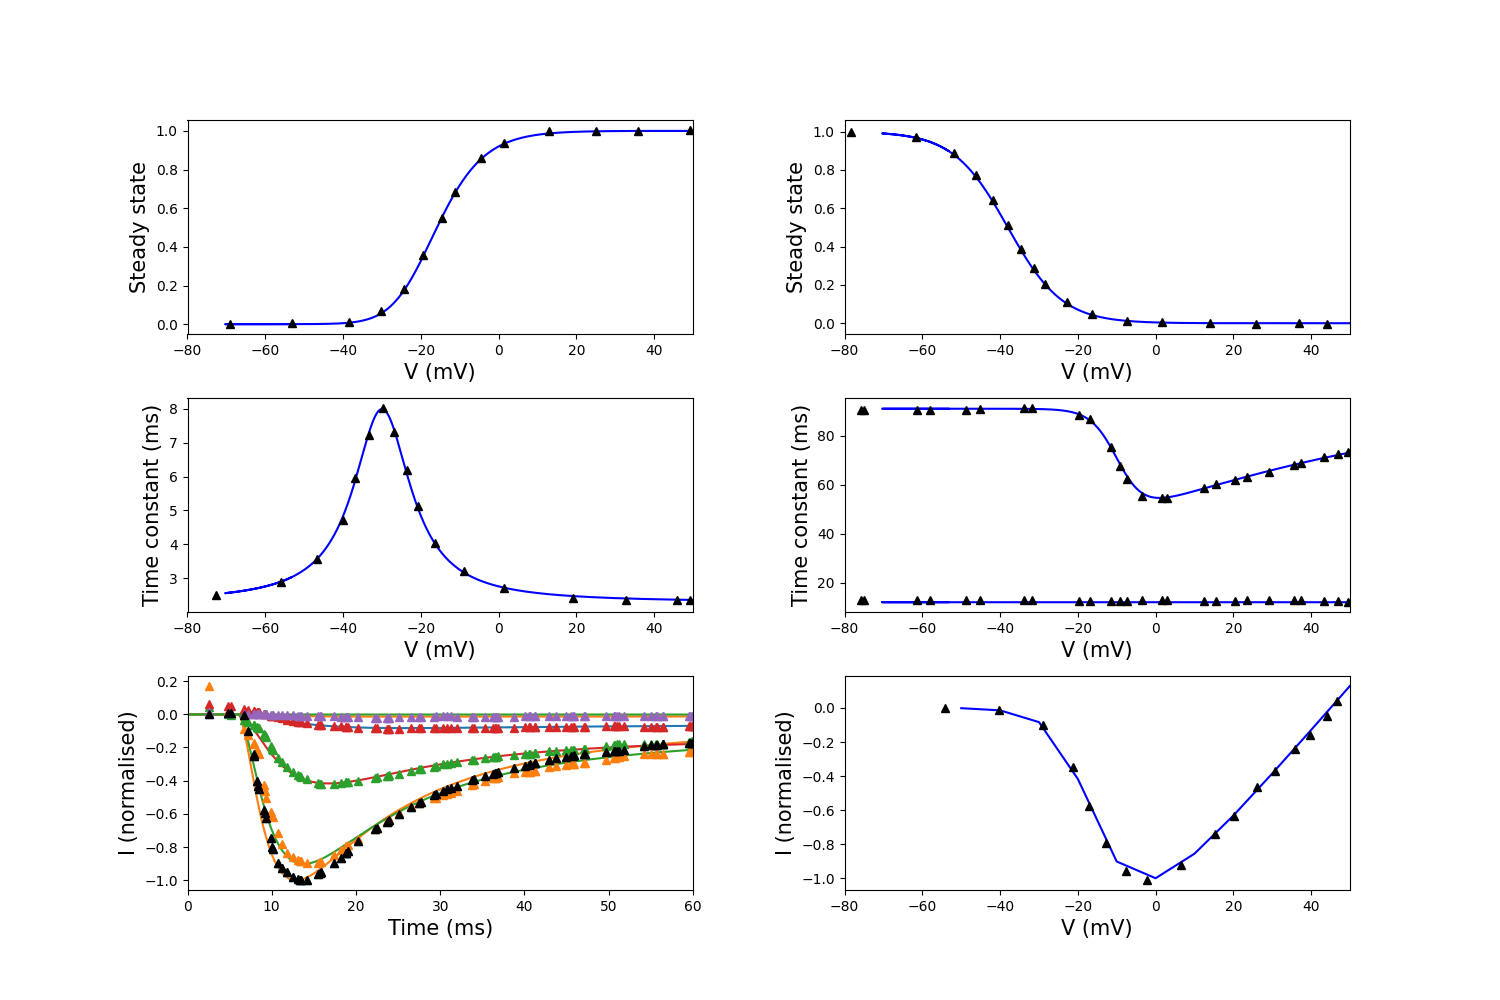 1.0
0.8
0.6
0.4
0.2
0.0
Steady state
−80 −60 −40 −20 0 20 40
V (mV)
1.0
0.8
0.6
0.4
0.2
0.0
Steady state
−80 −60 −40 −20 0 20 40
V (mV)
8
7
6
5
4
3
Time constant (ms)
−80 −60 −40 −20 0 20 40
V (mV)
80
60
40
20
Time constant (ms)
−80 −60 −40 −20 0 20 40
V (mV)
0.2
0.0
−0.2
−0.4
−0.6
−0.8
−1.0
I (normalised)
0 10 20 30 40 50 60
Time (ms)
0.0
−0.2
−0.4
−0.6
−0.8
−1.0
I (normalised)
−80 −60 −40 −20 0 20 40
V (mV)